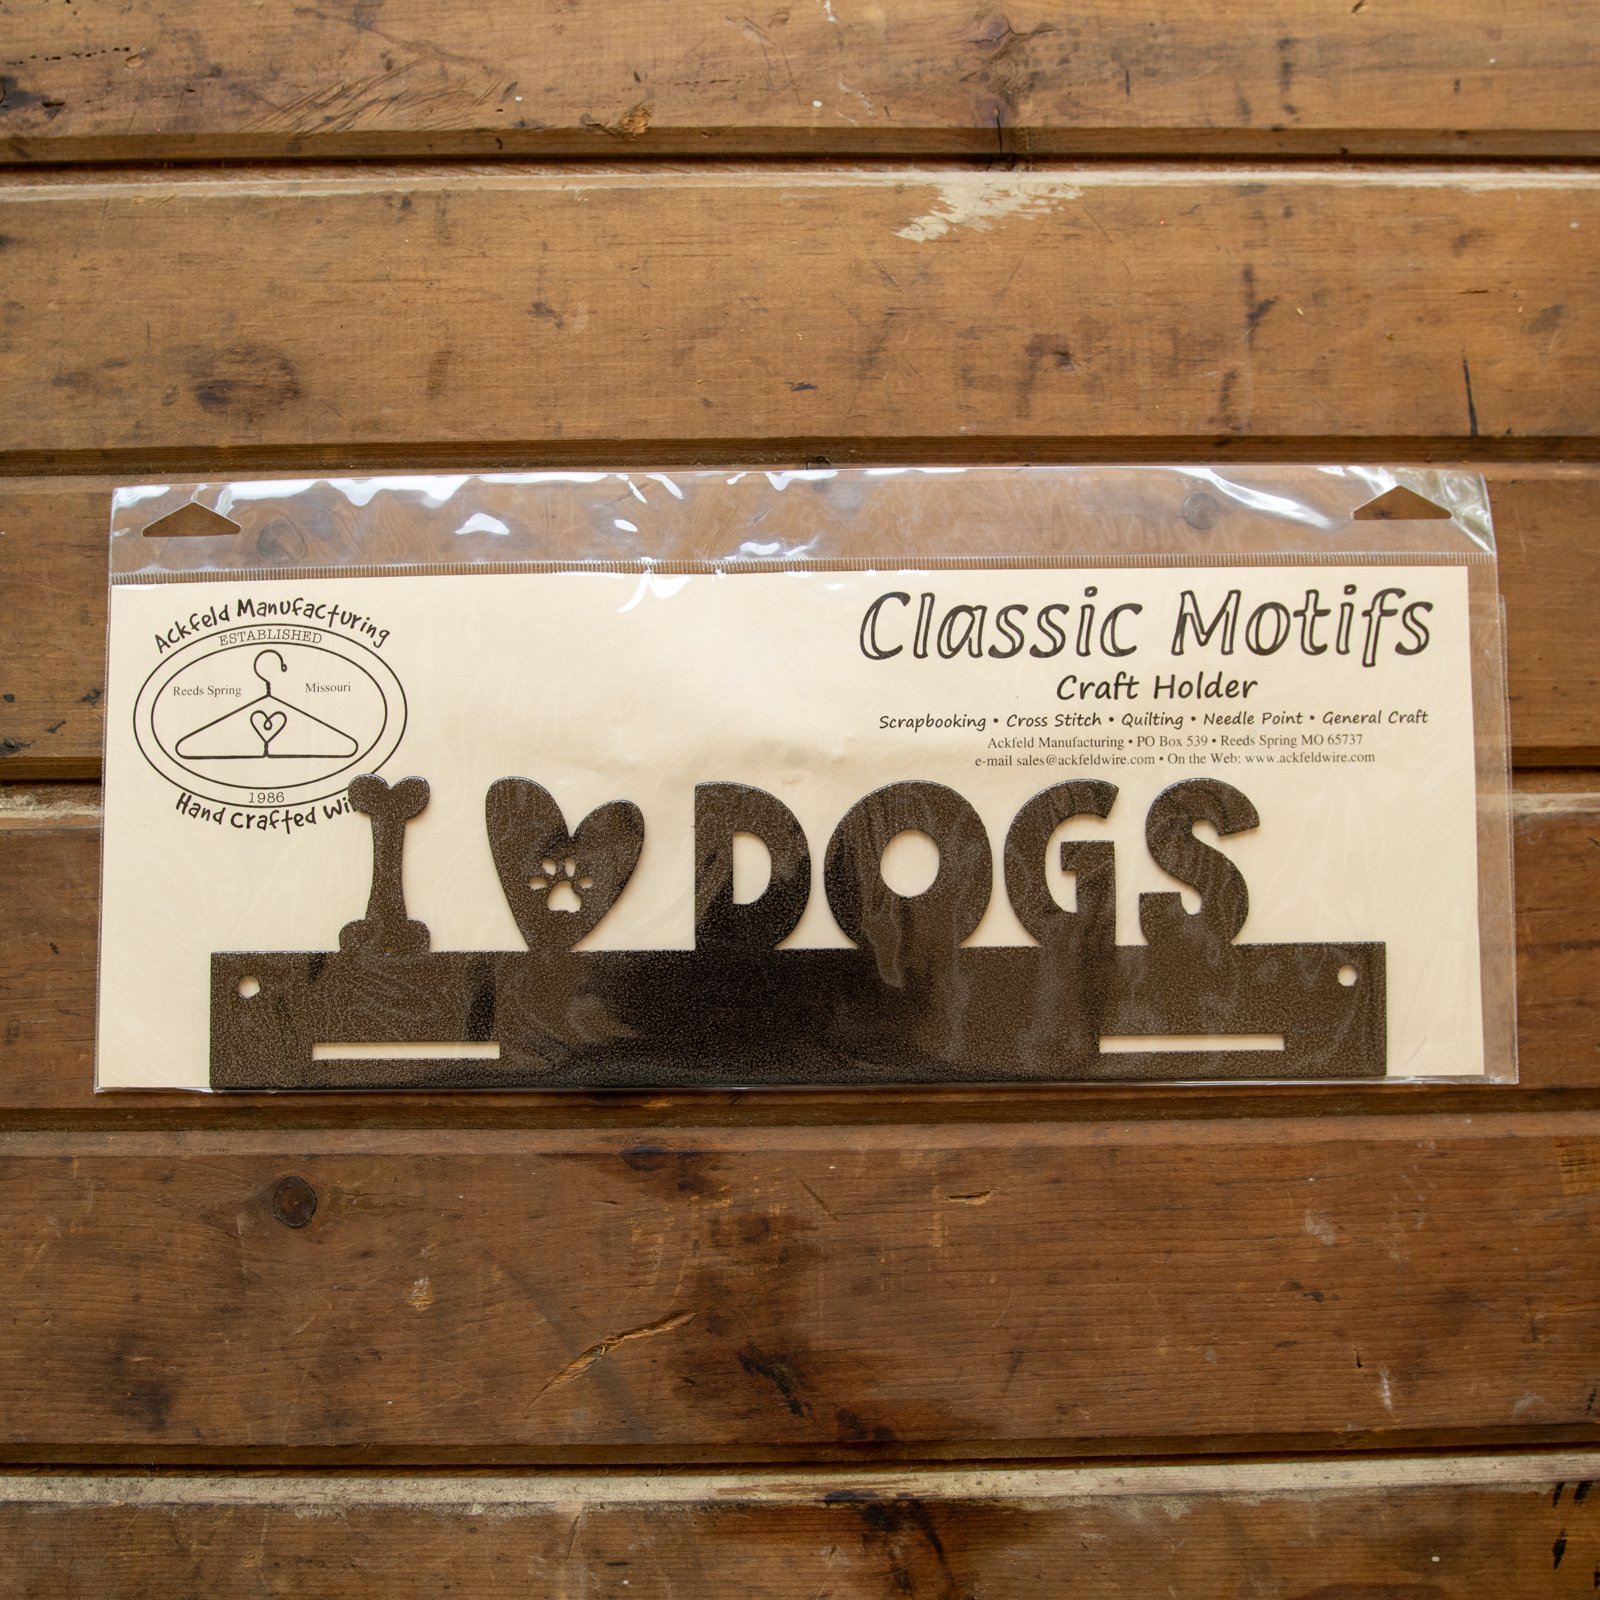 Ackfeld Manufacturing
ESTABLISHED
Reeds Spring Missouri
1986
Hand Crafted
Classic Motifs
Craft Holder
Scrapbooking • Cross Stitch • Quilting • Needle Point • General Craft
Ackfeld Manufacturing • PO Box 539 • Reeds Spring MO 65737
e-mail sales@ackfeldwire.com • On the Web: www.ackfeldwire.com
I DOGS